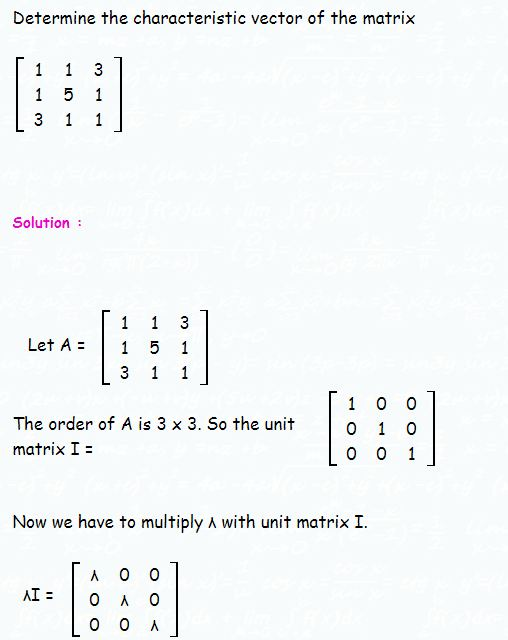 Determine the characteristic vector of the matrix
1 1 3
1 5 1
3 1 1
Solution :
Let A =
1 1 3
1 5 1
3 1 1
The order of A is 3 x 3. So the unit
matrix I =
1 0 0
0 1 0
0 0 1
Now we have to multiply λ with unit matrix I.
λI =
λ 0 0
0 λ 0
0 0 λ